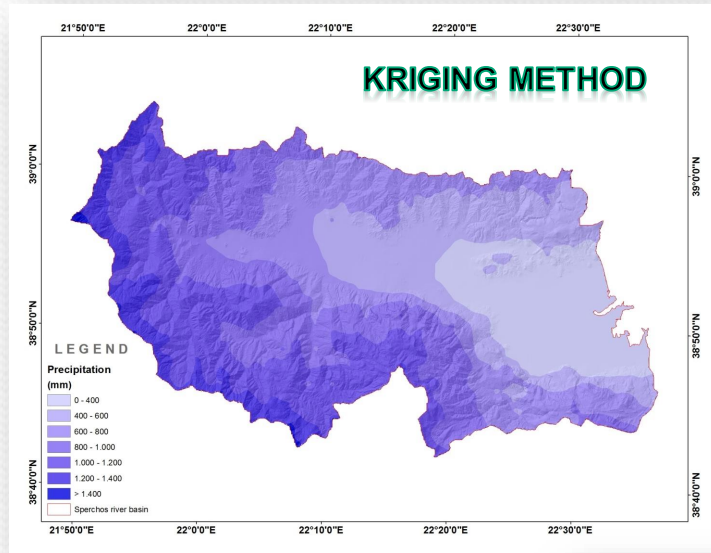 21°50'0"E 22°0'0"E 22°10'0"E 22°20'0"E 22°30'0"E
KRIGING METHOD
39°0'0"N 39°0'0"N
38°50'0"N 38°50'0"N
LEGEND
Precipitation
(mm)
0 - 400
400 - 600
600 - 800
800 - 1.000
1.000 - 1.200
1.200 - 1.400
> 1.400
Sperchos river basin
38°40'0"N 38°40'0"N
21°50'0"E 22°0'0"E 22°10'0"E 22°20'0"E 22°30'0"E